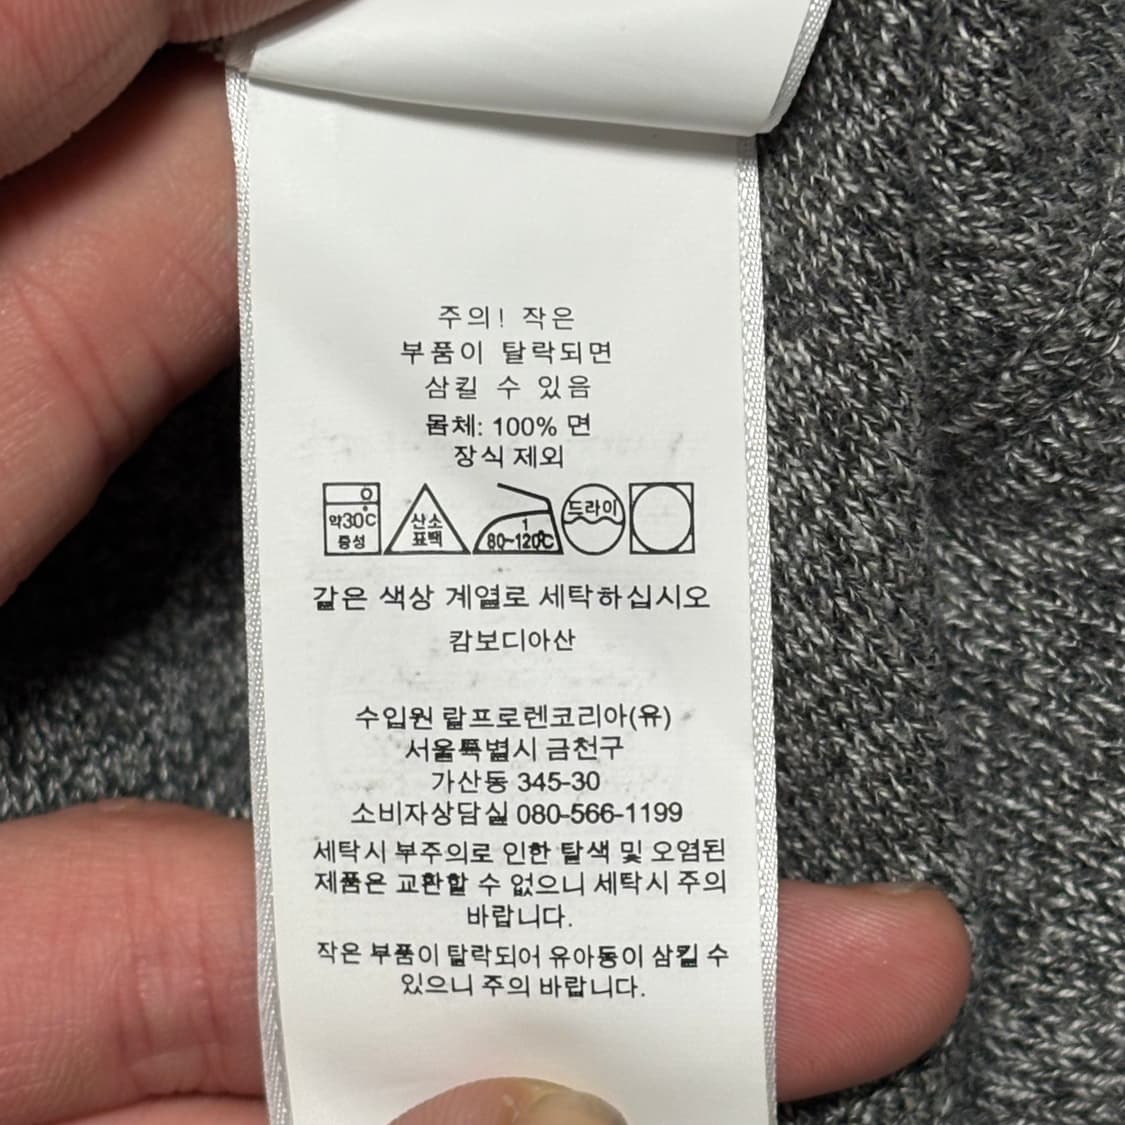 주의! 작은
부품이 탈락되면
삼킬 수 있음
몸체: 100% 면
장식 제외
약30℃
중성
산소
표백
1
80~120℃
드라이
같은 색상 계열로 세탁하십시오
캄보디아산
수입원 랄프로렌코리아(유)
서울특별시 금천구
가산동 345-30
소비자상담실 080-566-1199
세탁시 부주의로 인한 탈색 및 오염된
제품은 교환할 수 없으니 세탁시 주의
바랍니다.
작은 부품이 탈락되어 유아동이 삼킬 수
있으니 주의 바랍니다.